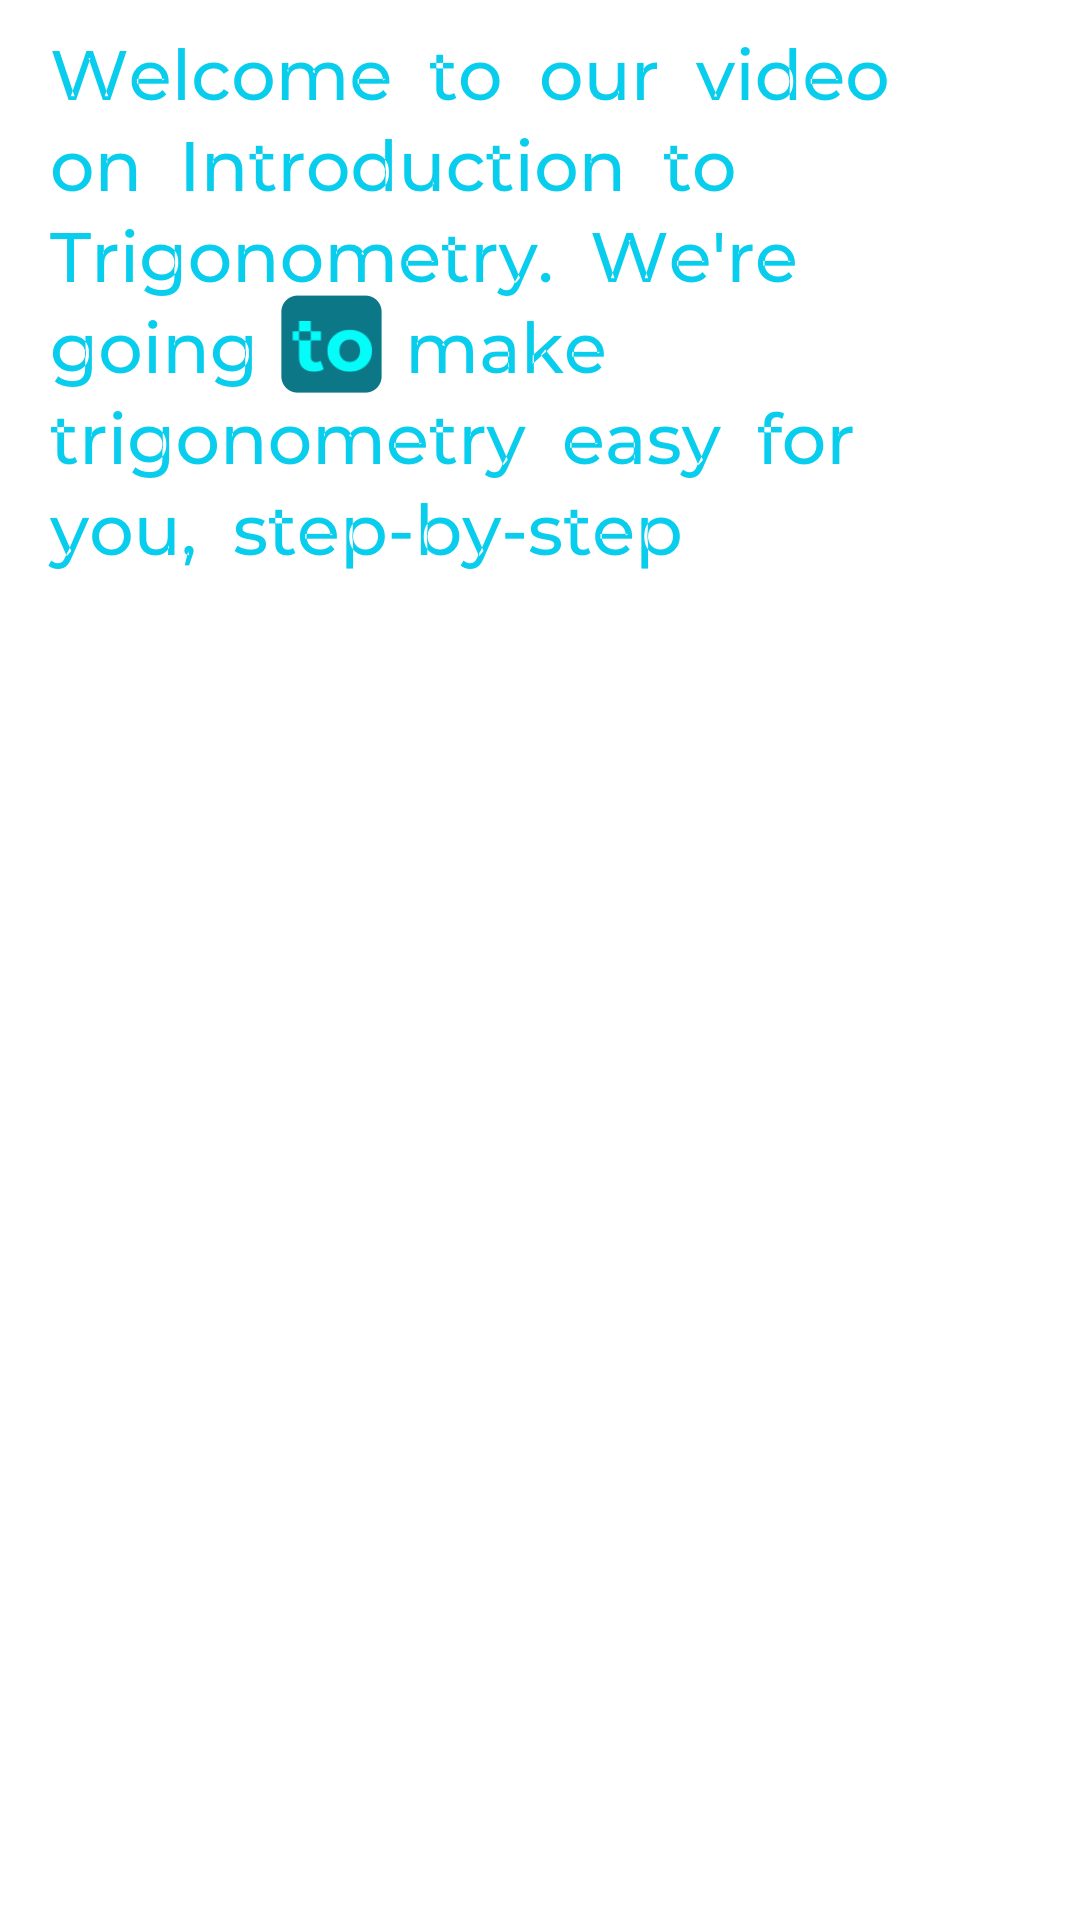 Welcome to our video
on Introduction to
Trigonometry. We're
going to make
trigonometry easy for
you, step-by-step